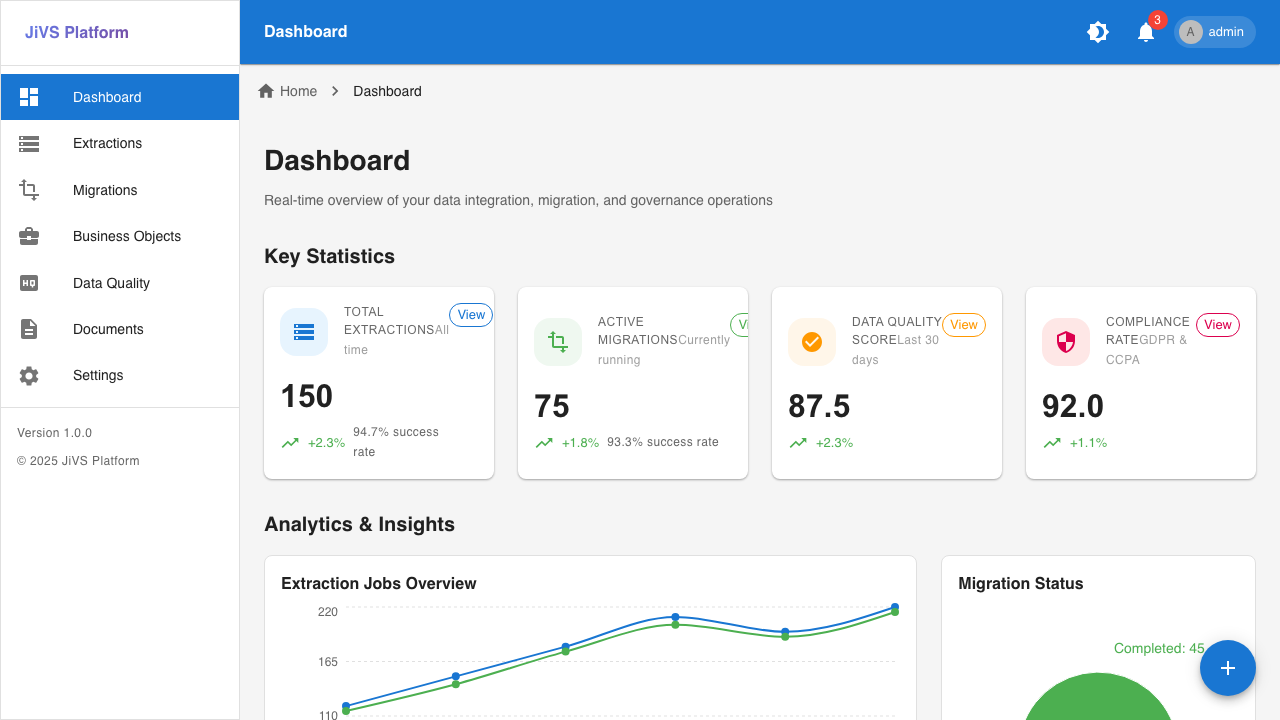 JiVS Platform
Dashboard
3
A admin
Dashboard
Extractions
Migrations
Business Objects
Data Quality
Documents
Settings
Version 1.0.0
© 2025 JiVS Platform
Home
Dashboard
Dashboard
Real-time overview of your data integration, migration, and governance operations
Key Statistics
TOTAL
EXTRACTIONSAll
time
View
150
+2.3%
94.7% success
rate
ACTIVE
MIGRATIONSCurrently
running
Vi
75
+1.8% 93.3% success rate
DATA QUALITY
SCORELast 30
days
View
87.5
+2.3%
COMPLIANCE
RATEGDPR &
CCPA
View
92.0
+1.1%
Analytics & Insights
Extraction Jobs Overview
220
165
110
Migration Status
Completed: 45